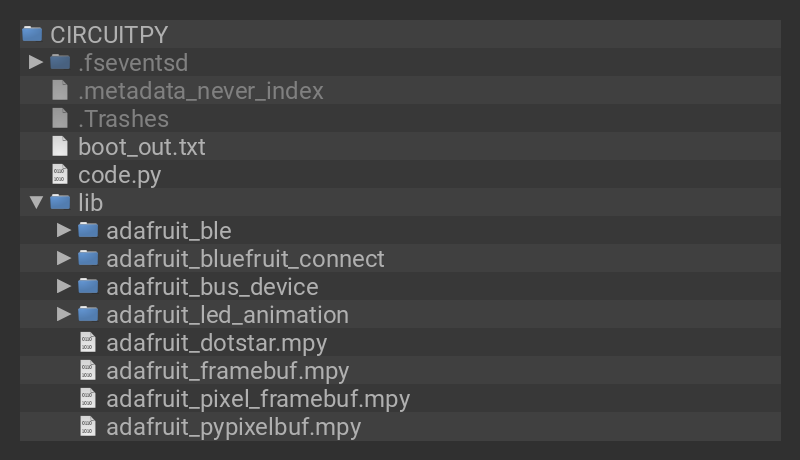 CIRCUITPY
.fseventsd
.metadata_never_index
.Trashes
boot_out.txt
code.py
lib
adafruit_ble
adafruit_bluefruit_connect
adafruit_bus_device
adafruit_led_animation
adafruit_dotstar.mpy
adafruit_framebuf.mpy
adafruit_pixel_framebuf.mpy
adafruit_pypixelbuf.mpy